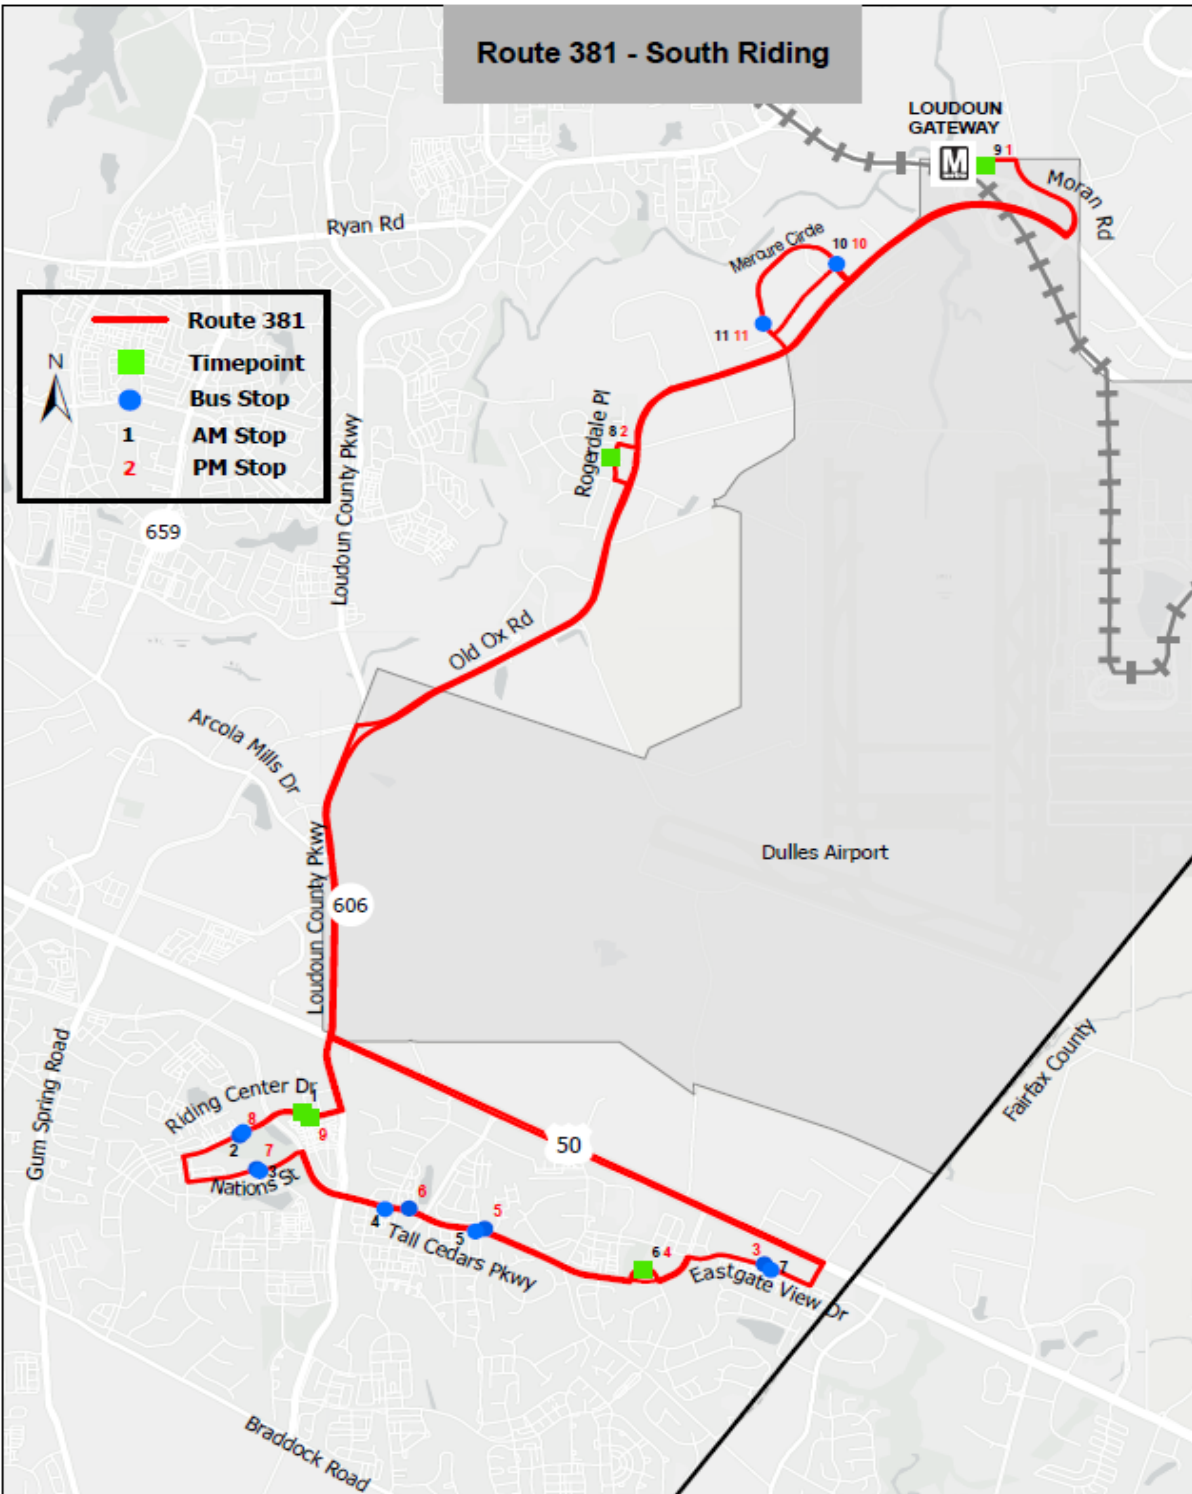 Route 381 - South Riding
LOUDOUN
GATEWAY
M
9 1
Moran Rd
Ryan Rd
Mercure Circle
10 10
Route 381
Timepoint
Bus Stop
1 AM Stop
2 PM Stop
N
11 11
Rogerdale Pl
8 2
Loudoun County Pkwy
659
Old Ox Rd
Arcola Mills Dr
Dulles Airport
Loudoun County Pkwy
606
Fairfax County
Gum Spring Road
Riding Center Dr
1
9
8
2
7
3
Nations St
50
6
4
5
5
Tall Cedars Pkwy
6 4
3
7
Eastgate View Dr
Braddock Road